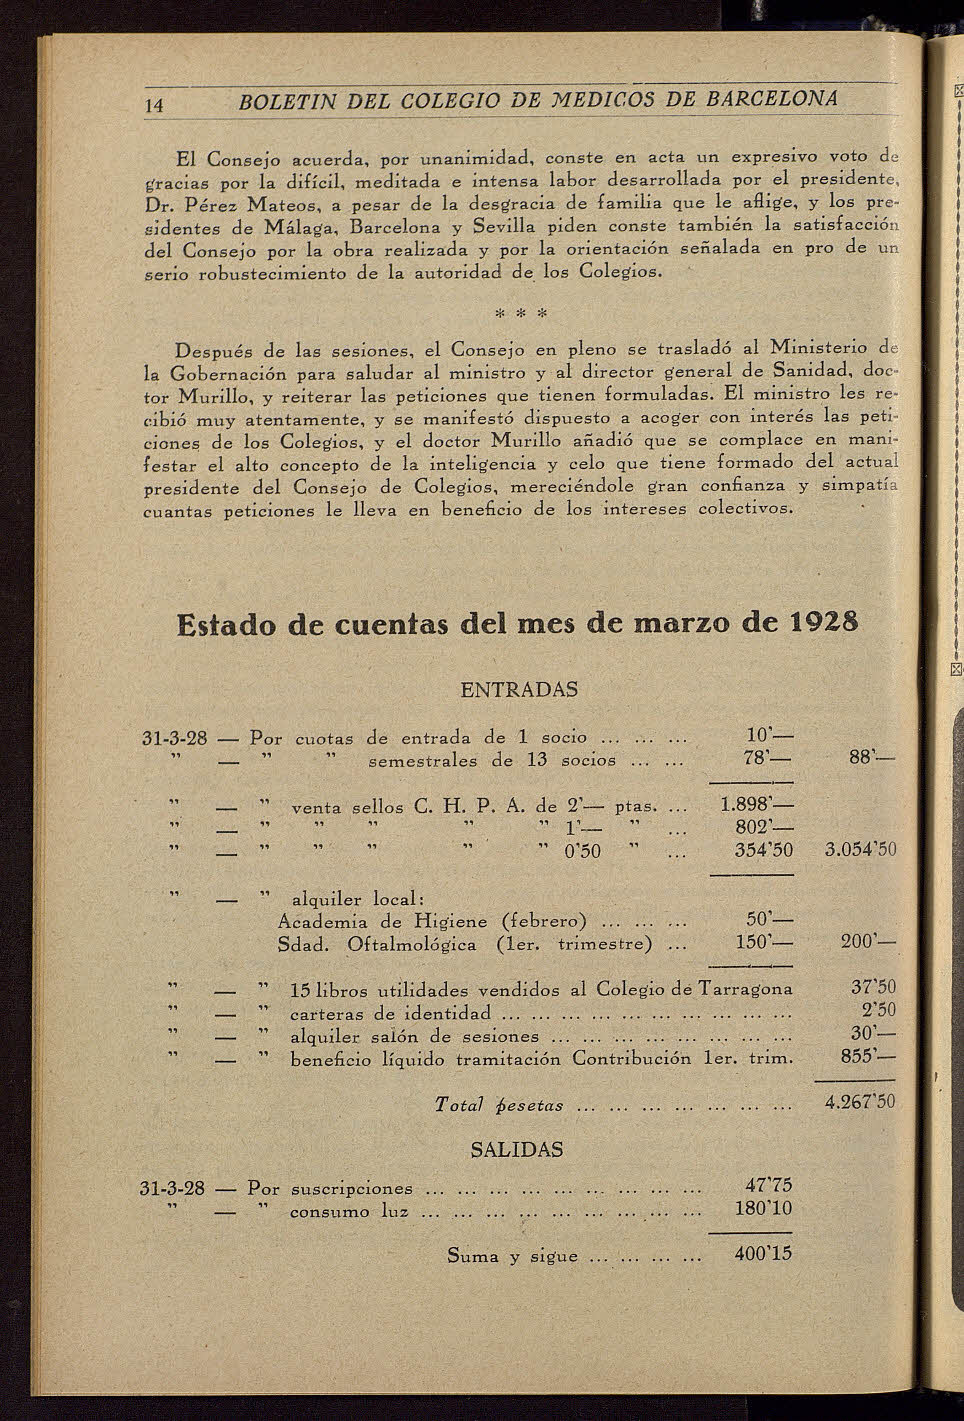 14 BOLETIN DEL COLEGIO DE MEDICOS DE BARCELONA
El Consejo acuerda, por unanimidad, conste en acta un expresivo voto de
gracias por la difícil, meditada e intensa labor desarrollada por el presidente,
Dr. Pérez Mateos, a pesar de la desgracia de familia que le aflige, y los pre-
sidentes de Málaga, Barcelona y Sevilla piden conste también la satisfacción
del Consejo por la obra realizada y por la orientación señalada en pro de un
serio robustecimiento de la autoridad de los Colegios.
* * *
Después de las sesiones, el Consejo en pleno se trasladó al Ministerio de
la Gobernación para saludar al ministro y al director general de Sanidad, doc-
tor Murillo, y reiterar las peticiones que tienen formuladas. El ministro les re-
cibió muy atentamente, y se manifestó dispuesto a acoger con interés las peti-
ciones de los Colegios, y el doctor Murillo añadió que se complace en mani-
festar el alto concepto de la inteligencia y celo que tiene formado del actual
presidente del Consejo de Colegios, mereciéndole gran confianza y simpatía
cuantas peticiones le lleva en beneficio de los intereses colectivos.
Estado de cuentas del mes de marzo de 1928
ENTRADAS
31-3-28 — Por cuotas de entrada de 1 socio ... ... ... 10'—
" — " " semestrales de 13 socios ... ... 78'— 88'—
" — " venta sellos C. H. P. A. de 2'— ptas. ... 1.898'—
" — " " " " " 1'— " ... 802'—
" — " " " " " 0'50 " ... 354'50 3.054'50
" — " alquiler local:
Academia de Higiene (febrero) ... ... ... 50'—
Sdad. Oftalmológica (1er. trimestre) ... 150'— 200'—
" — " 15 libros utilidades vendidos al Colegio de Tarragona 37'50
" — " carteras de identidad ... ... ... ... ... ... ... ... ... ... 2'50
" — " alquiler salón de sesiones ... ... ... ... ... ... ... ... 30'—
" — " beneficio líquido tramitación Contribución 1er. trim. 855'—
Total pesetas ... ... ... ... ... ... ... 4.267'50
SALIDAS
31-3-28 — Por suscripciones ... ... ... ... ... ... ... ... ... 47'75
" — " consumo luz ... ... ... ... ... ... ... ... ... 180'10
Suma y sigue ... ... ... ... 400'15